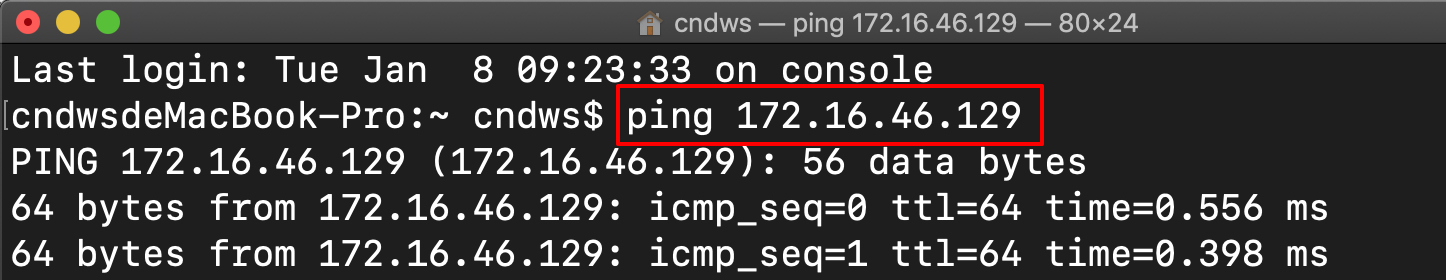 cndws — ping 172.16.46.129 — 80×24
Last login: Tue Jan  8 09:23:33 on console
[cndwsdeMacBook-Pro:~ cndws$ ping 172.16.46.129
PING 172.16.46.129 (172.16.46.129): 56 data bytes
64 bytes from 172.16.46.129: icmp_seq=0 ttl=64 time=0.556 ms
64 bytes from 172.16.46.129: icmp_seq=1 ttl=64 time=0.398 ms